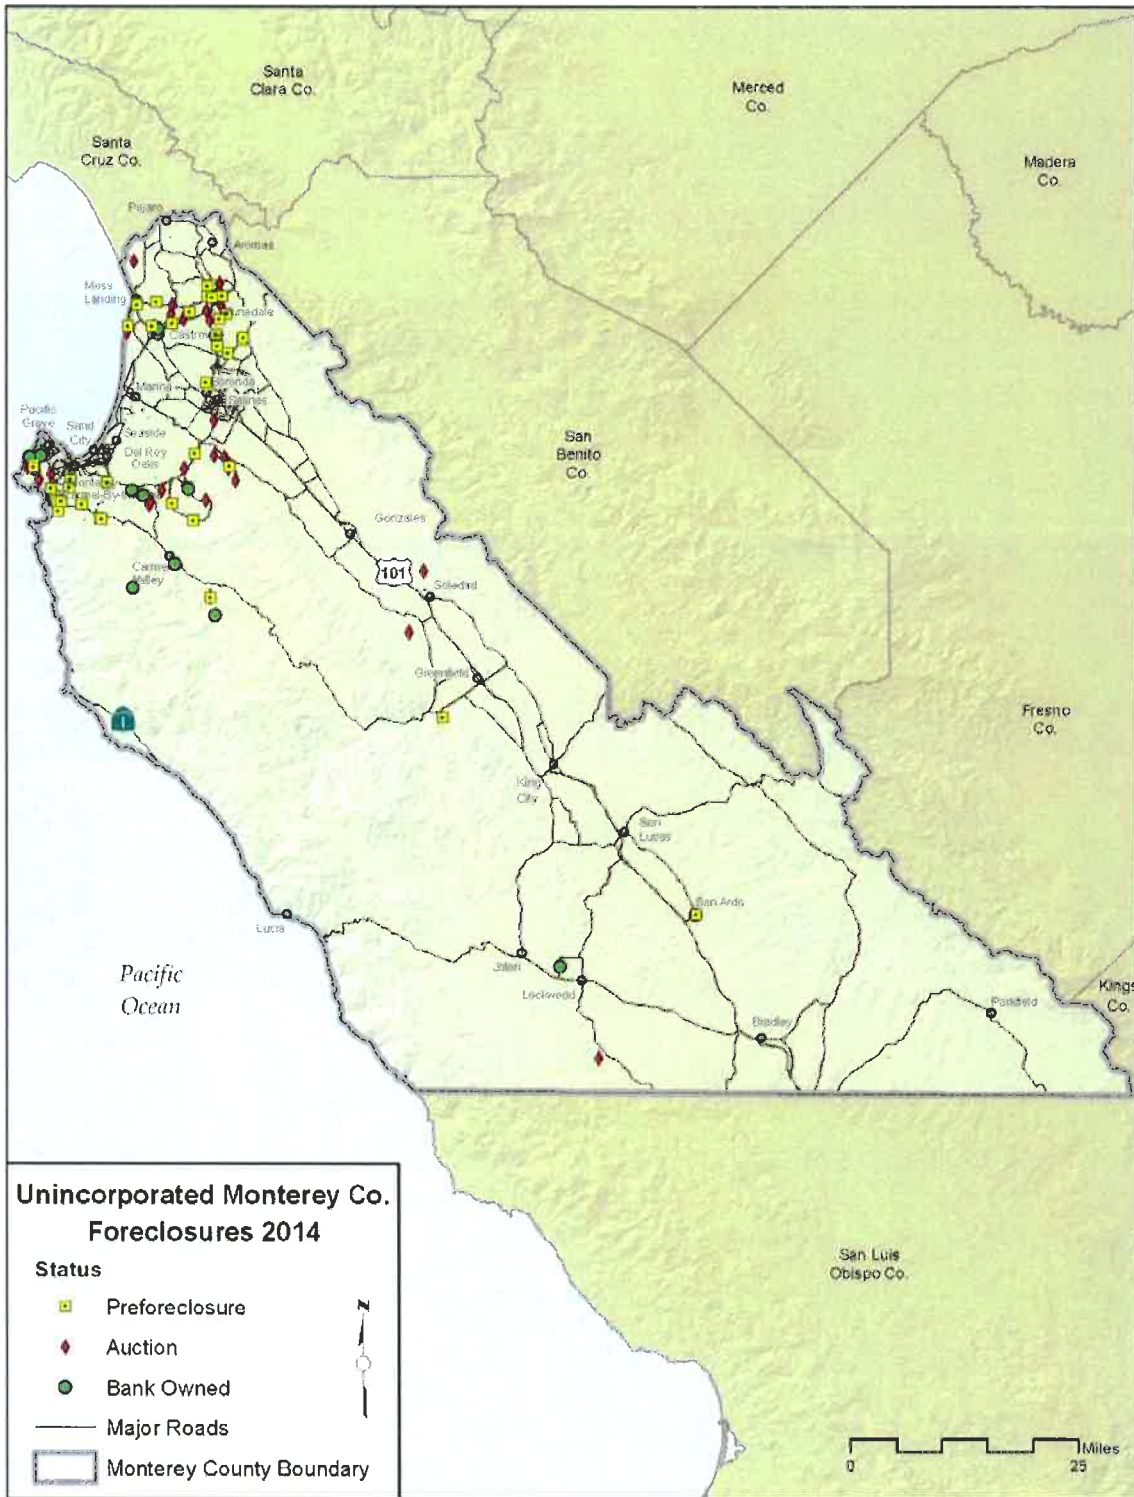 Santa
Clara Co.
Merced
Co.
Santa
Cruz Co.
Madera
Co.
Pajaro
Aromas
Moss
Landing
Castro
Marina
Boronda
Salinas
Pacific
Grove
Sand
City
Seaside
Del Rey
Oaks
San
Benito
Co.
Gonzales
101
Soledad
Carmel
Valley
Greenfield
1
Fresno
Co.
King
City
San
Lucas
San Ardo
Lucia
Jolon
Lockwood
Pacific
Ocean
Kings
Co.
Parkfield
Bradley
Unincorporated Monterey Co.
Foreclosures 2014
Status
Preforeclosure
Auction
Bank Owned
Major Roads
Monterey County Boundary
N
San Luis
Obispo Co.
Miles
0 25